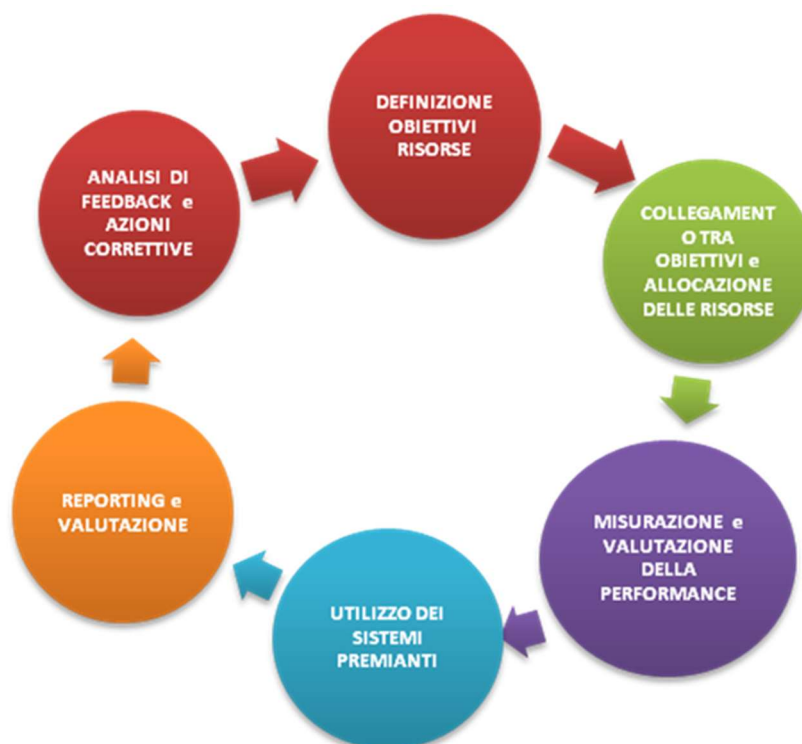 DEFINIZIONE
OBIETTIVI
RISORSE
COLLEGAMENT
O TRA
OBIETTIVI e
ALLOCAZIONE
DELLE RISORSE
MISURAZIONE e
VALUTAZIONE
DELLA
PERFORMANCE
UTILIZZO DEI
SISTEMI
PREMIANTI
REPORTING e
VALUTAZIONE
ANALISI DI
FEEDBACK e
AZIONI
CORRETTIVE